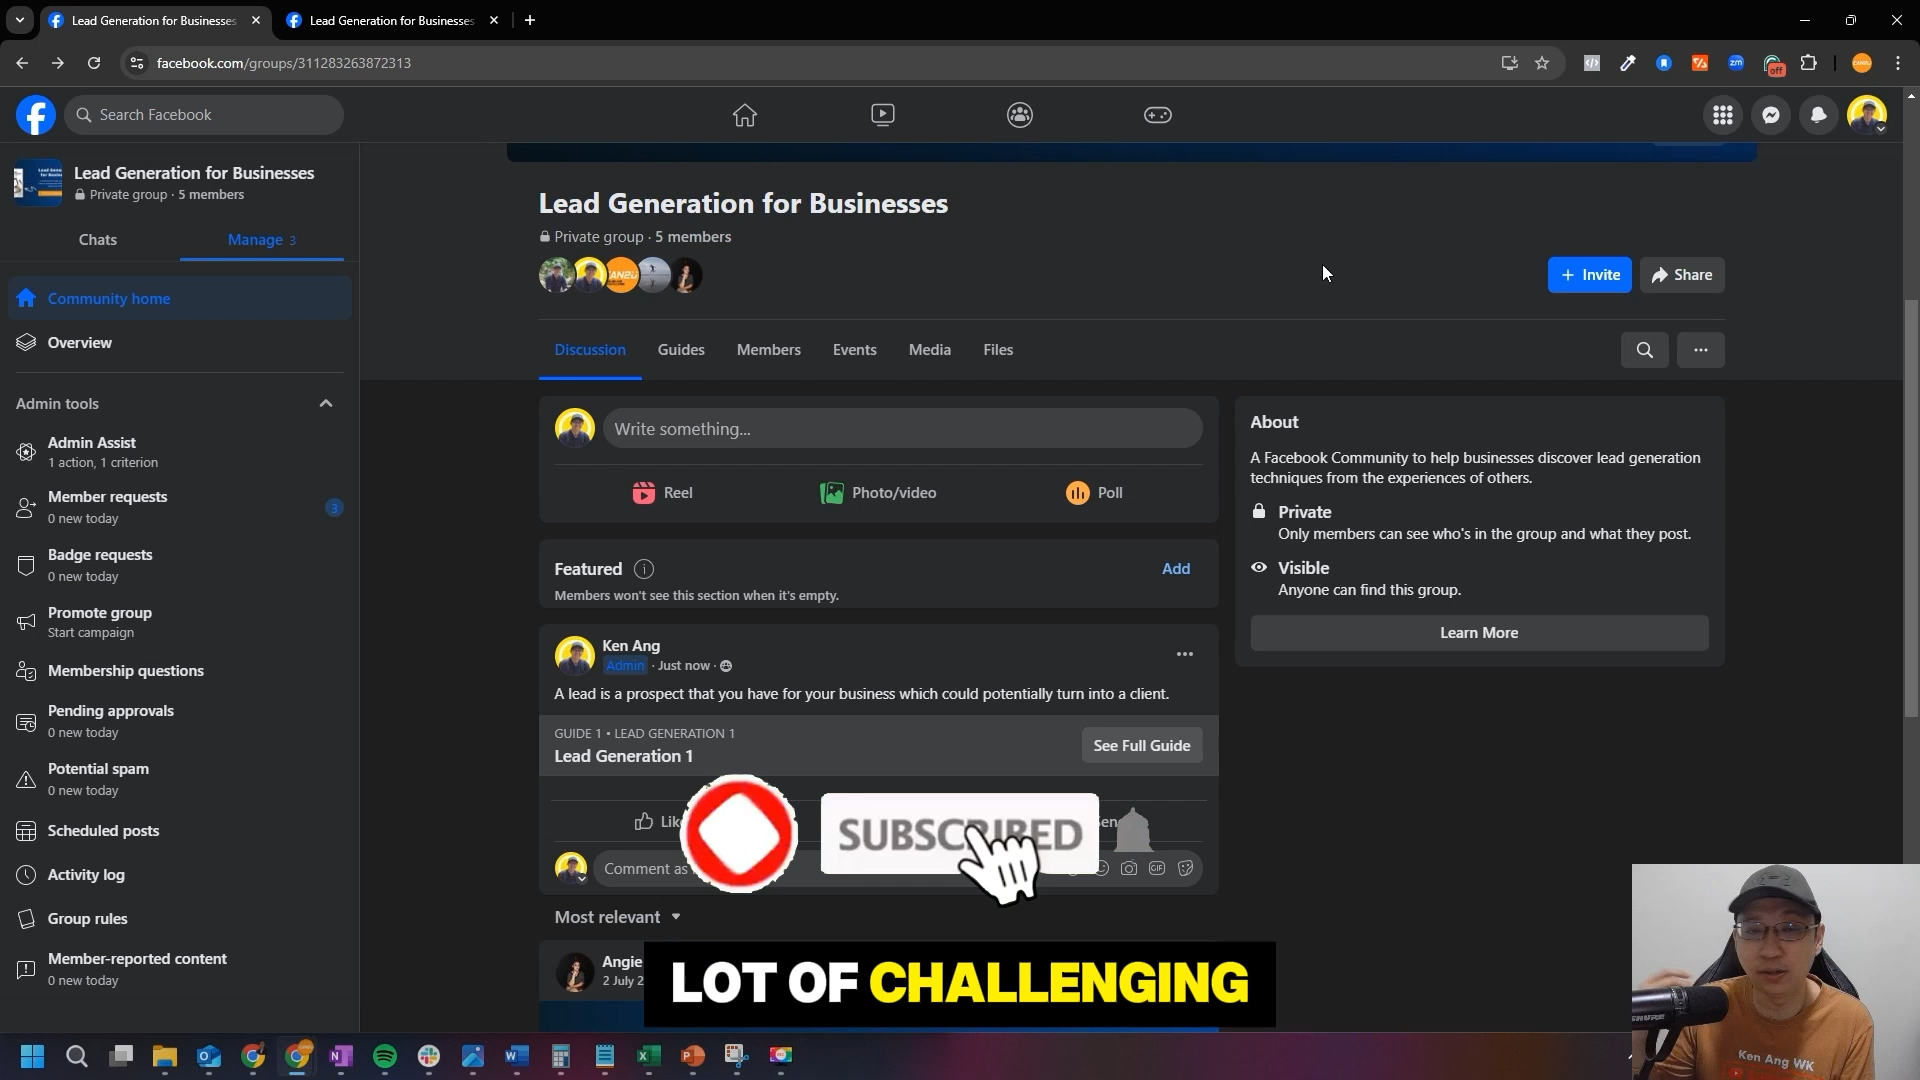 Lead Generation for Businesses
Lead Generation for Businesses
facebook.com/groups/311283263872313
off
Search Facebook
Lead Generation for Businesses
Private group · 5 members
Chats
Manage 3
Community home
Overview
Admin tools
Admin Assist
1 action, 1 criterion
Member requests
0 new today
3
Badge requests
0 new today
Promote group
Start campaign
Membership questions
Pending approvals
0 new today
Potential spam
0 new today
Scheduled posts
Activity log
Group rules
Member-reported content
0 new today
Lead Generation for Businesses
Private group · 5 members
+ Invite
Share
Discussion
Guides
Members
Events
Media
Files
Write something...
Reel
Photo/video
Poll
Featured
Add
Members won't see this section when it's empty.
Ken Ang
Admin · Just now ·
A lead is a prospect that you have for your business which could potentially turn into a client.
GUIDE 1 • LEAD GENERATION 1
Lead Generation 1
See Full Guide
SUBSCRIBED
Comment as
Most relevant
Angie
2 July 2
About
A Facebook Community to help businesses discover lead generation
techniques from the experiences of others.
Private
Only members can see who's in the group and what they post.
Visible
Anyone can find this group.
Learn More
LOT OF CHALLENGING
Ken Ang WK